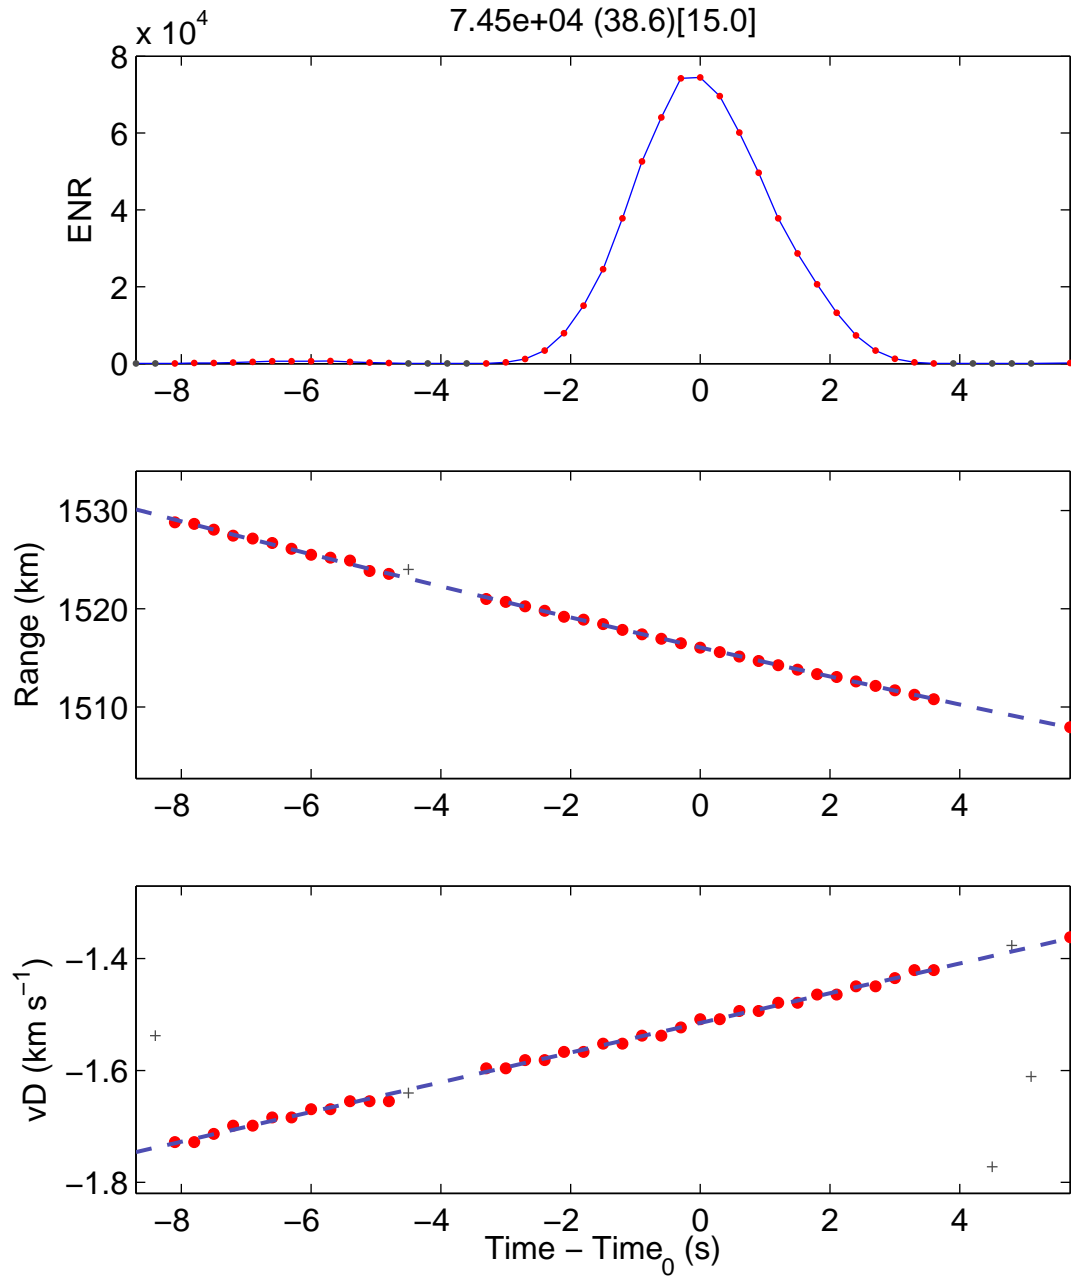 7.45e+04 (38.6)[15.0]
x 10^4
8
6
4
2
0
ENR
−8 −6 −4 −2 0 2 4
1530
1520
1510
Range (km)
−8 −6 −4 −2 0 2 4
−1.4
−1.6
−1.8
vD (km s^−1)
−8 −6 −4 −2 0 2 4
Time − Time_0 (s)